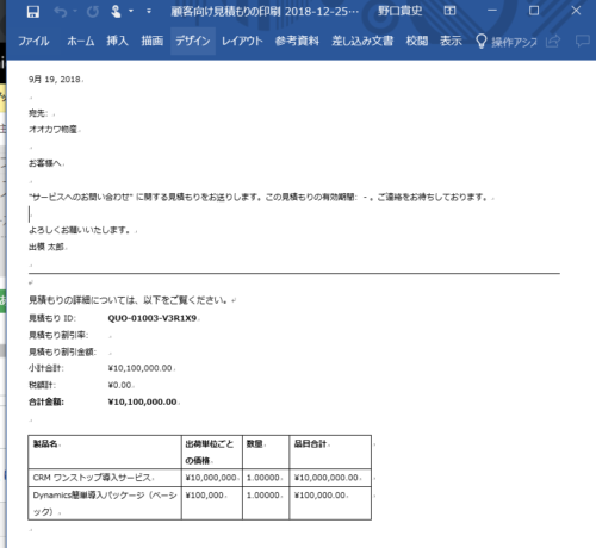 顧客向け見積もりの印刷 2018-12-25… 野口貴史
ファイル ホーム 挿入 描画 デザイン レイアウト 参考資料 差し込み文書 校閲 表示 操作アシス
9月 19, 2018
宛先:
オオカワ物産
お客様へ
"サービスへのお問い合わせ" に関する見積もりをお送りします。この見積もりの有効期間: - 。ご連絡をお待ちしております。
よろしくお願いいたします。
出模 太郎
見積もりの詳細については、以下をご覧ください。
見積もり ID: QUO-01003-V3R1X9
見積もり割引率:
見積もり割引金額:
小計合計: ¥10,100,000.00
税額計: ¥0.00
合計金額: ¥10,100,000.00
製品名 出荷単位ごとの価格 数量 品目合計
CRM ワンストップ導入サービス ¥10,000,000 1.00000 ¥10,000,000.00
Dynamics簡単導入パッケージ（ベーシ ¥100,000 1.00000 ¥100,000.00
ック）